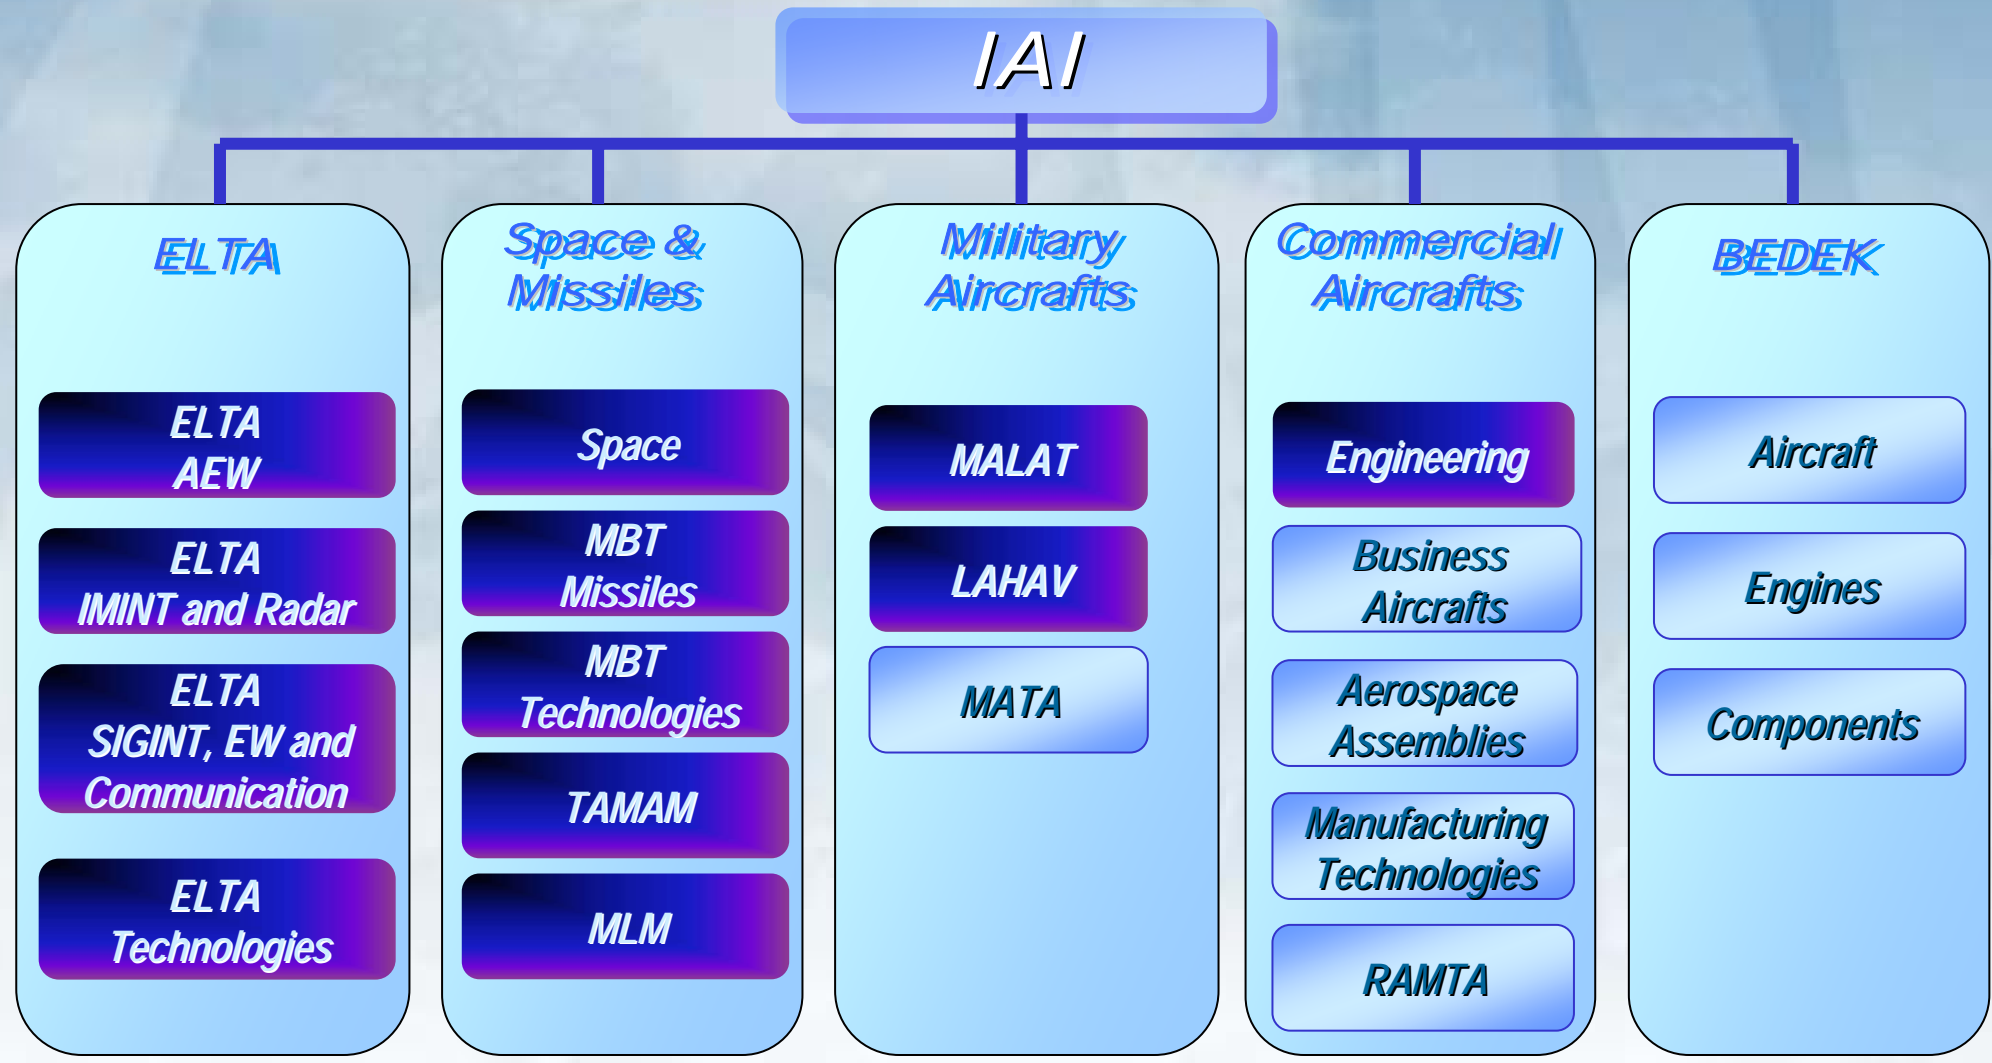 IAI
ELTA
ELTA
AEW
ELTA
IMINT and Radar
ELTA
SIGINT, EW and
Communication
ELTA
Technologies
Space &
Missiles
Space
MBT
Missiles
MBT
Technologies
TAMAM
MLM
Military
Aircrafts
MALAT
LAHAV
MATA
Commercial
Aircrafts
Engineering
Business
Aircrafts
Aerospace
Assemblies
Manufacturing
Technologies
RAMTA
BEDEK
Aircraft
Engines
Components